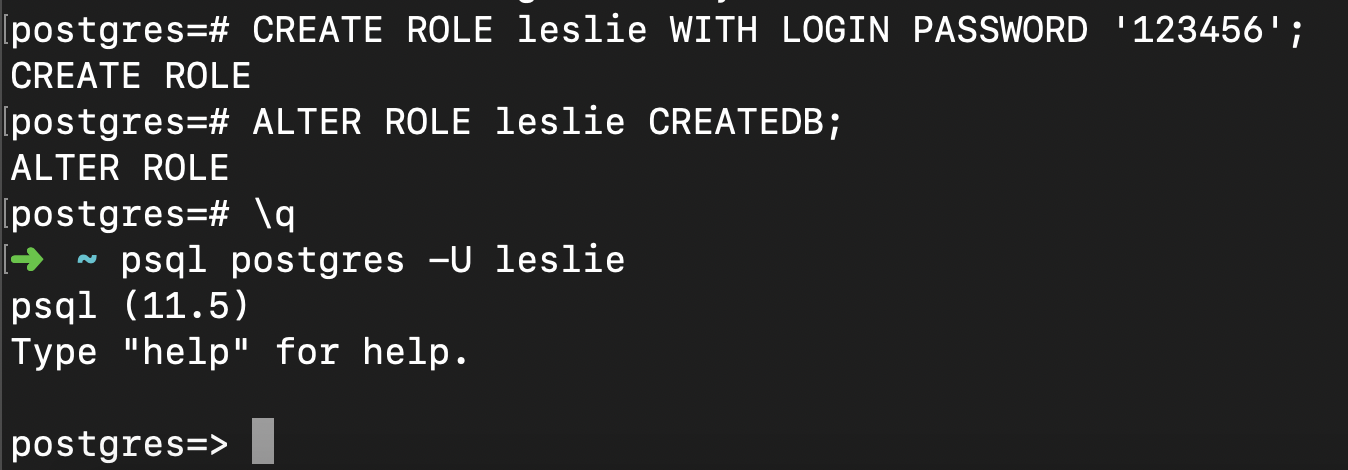 postgres=# CREATE ROLE leslie WITH LOGIN PASSWORD '123456';
CREATE ROLE
postgres=# ALTER ROLE leslie CREATEDB;
ALTER ROLE
postgres=# \q
➜ ~ psql postgres -U leslie
psql (11.5)
Type "help" for help.
postgres=>